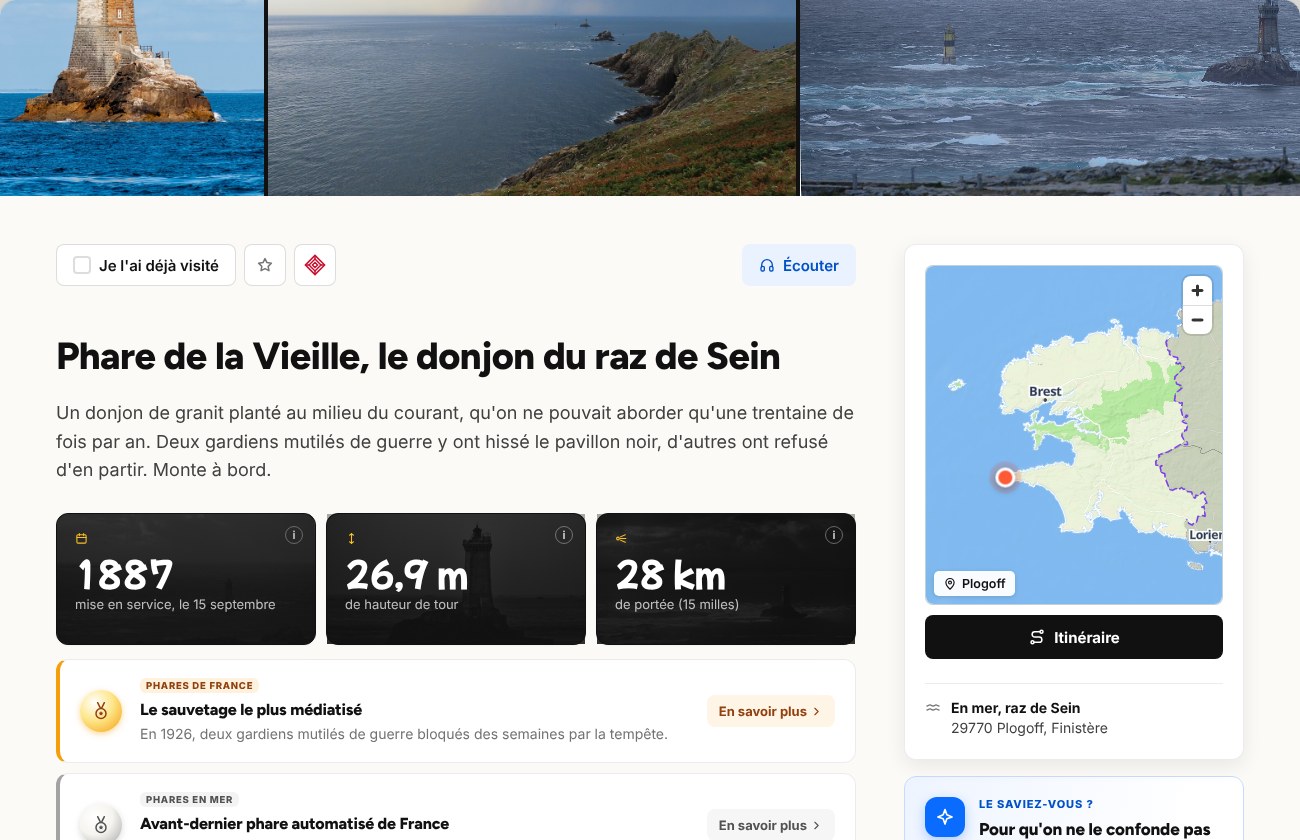 Je l'ai déjà visité
Écouter
Phare de la Vieille, le donjon du raz de Sein
Un donjon de granit planté au milieu du courant, qu'on ne pouvait aborder qu'une trentaine de
fois par an. Deux gardiens mutilés de guerre y ont hissé le pavillon noir, d'autres ont refusé
d'en partir. Monte à bord.
1887
mise en service, le 15 septembre
i
26,9 m
de hauteur de tour
i
28 km
de portée (15 milles)
i
PHARES DE FRANCE
Le sauvetage le plus médiatisé
En 1926, deux gardiens mutilés de guerre bloqués des semaines par la tempête.
En savoir plus
PHARES EN MER
Avant-dernier phare automatisé de France
En savoir plus
+
−
Brest
Lorien
Plogoff
Itinéraire
En mer, raz de Sein
29770 Plogoff, Finistère
LE SAVIEZ-VOUS ?
Pour qu'on ne le confonde pas